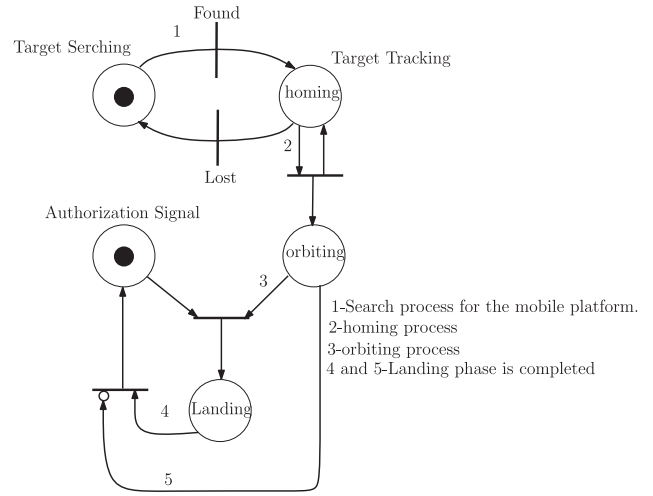 Found
1
Target Serching
Target Tracking
homing
2
Lost
Authorization Signal
orbiting
3
1-Search process for the mobile platform.
2-homing process
3-orbiting process
4 and 5-Landing phase is completed
Landing
4
5